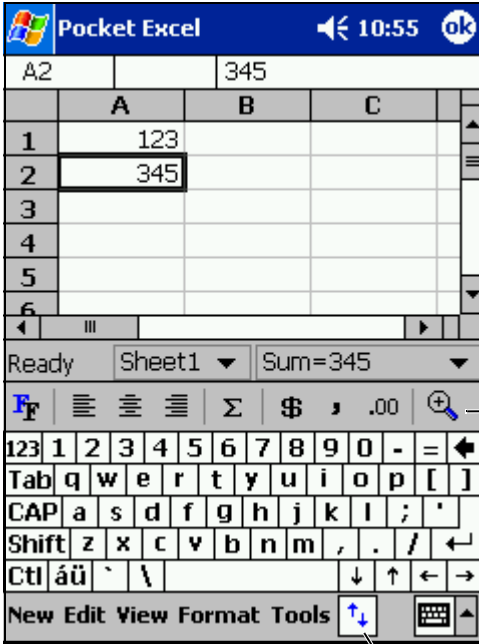 Pocket Excel 10:55 ok
A2 345
A B C
1 123
2 345
3
4
5
6
Ready Sheet1 Sum=345
FF Σ $ , .00
123 1 2 3 4 5 6 7 8 9 0 - = 
Tab q w e r t y u i o p [ ]
CAP a s d f g h j k l ; '
Shift z x c v b n m , . / ↵
Ctl áü ` \ ↓ ↑ ← →
New Edit View Format Tools